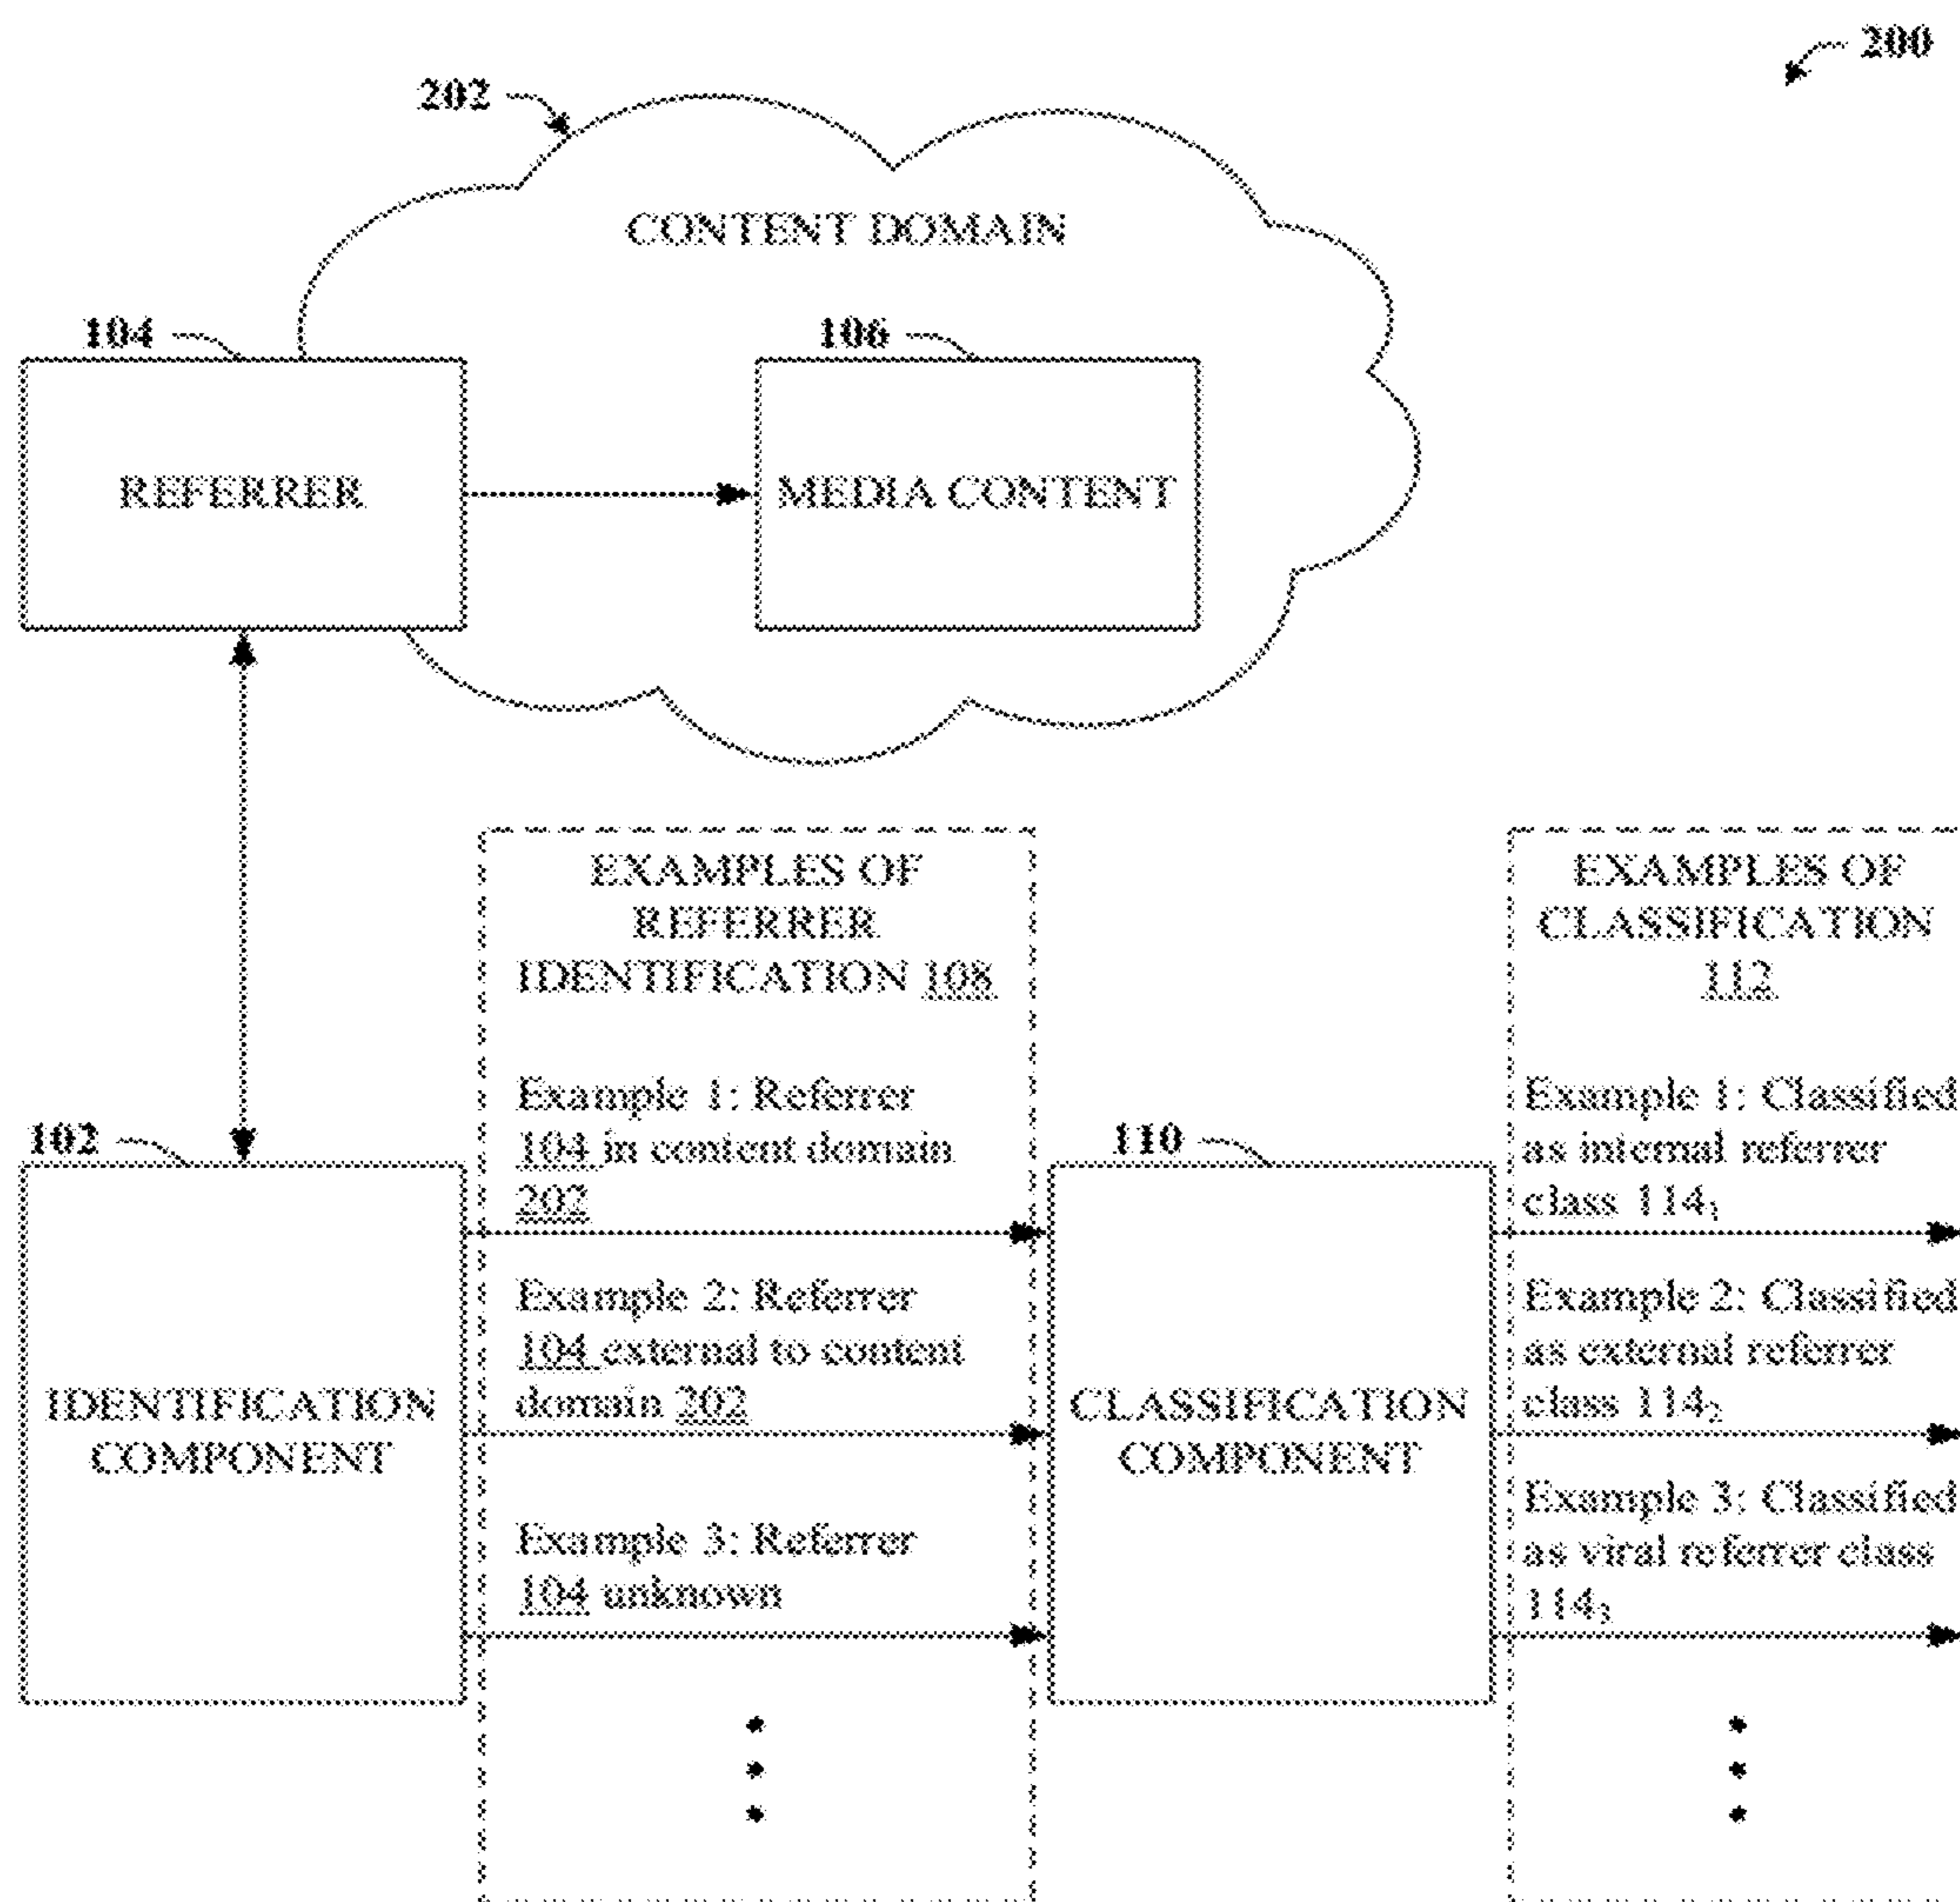 200
202
CONTENT DOMAIN
104
106
REFERRER
MEDIA CONTENT
EXAMPLES OF
REFERRER
IDENTIFICATION 108
Example 1: Referrer
104 in content domain
202
Example 2: Referrer
104 external to content
domain 202
Example 3: Referrer
104 unknown
102
IDENTIFICATION
COMPONENT
110
CLASSIFICATION
COMPONENT
EXAMPLES OF
CLASSIFICATION
112
Example 1: Classified
as internal referrer
class 114₁
Example 2: Classified
as external referrer
class 114₂
Example 3: Classified
as viral referrer class
114₃